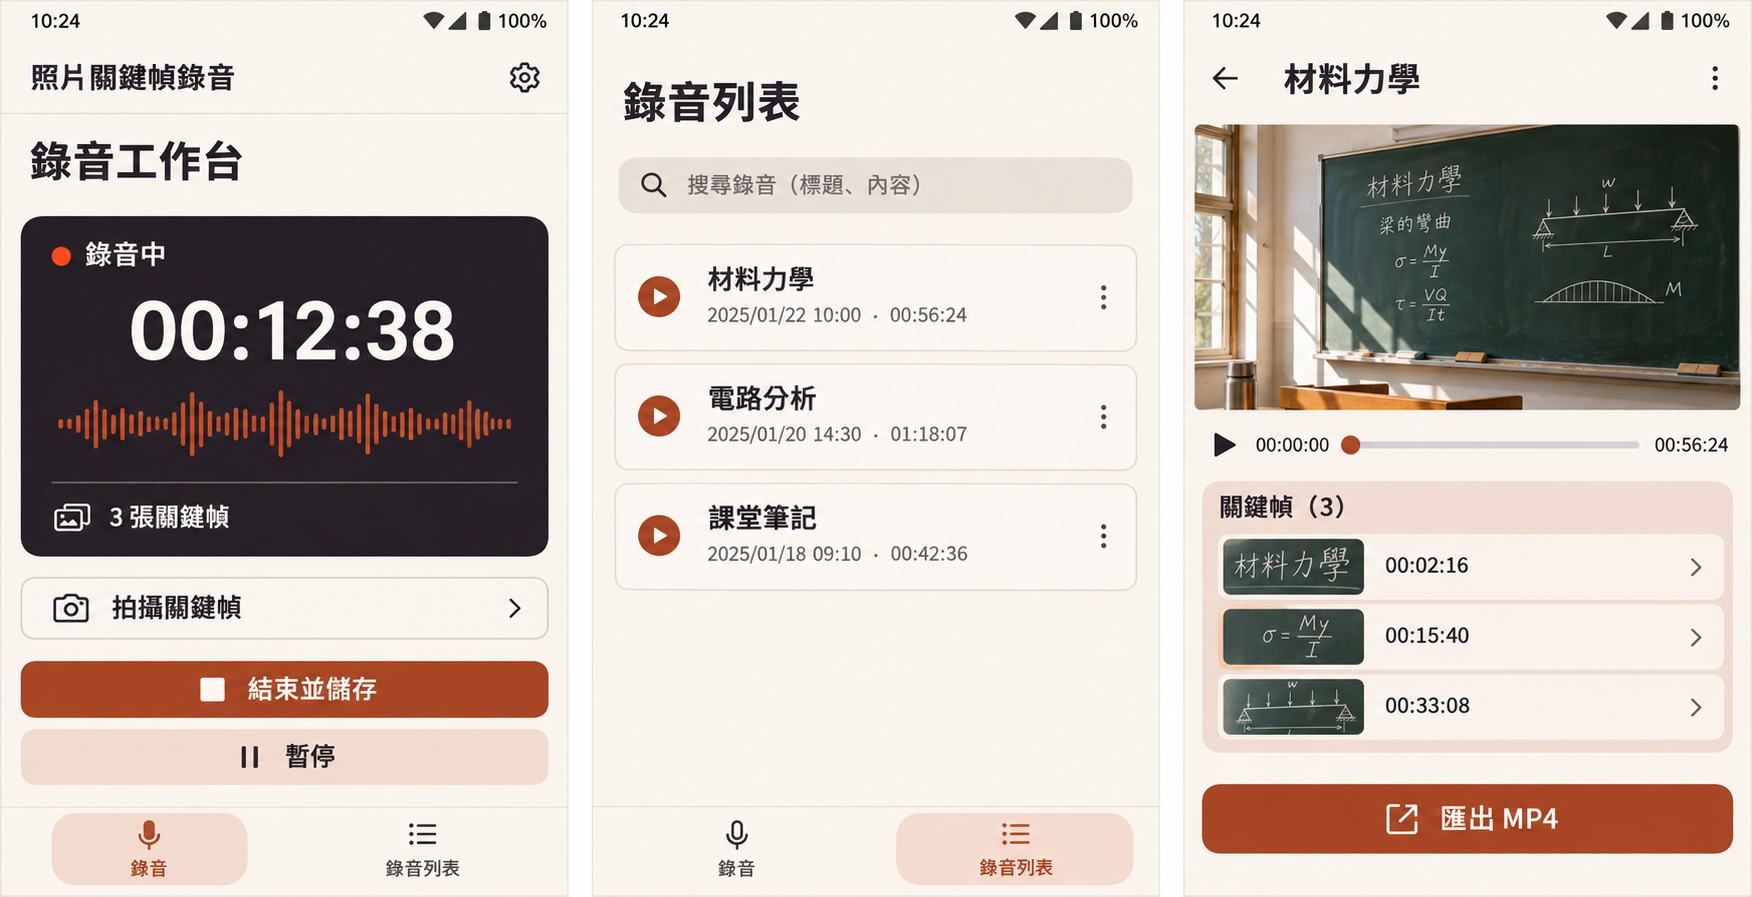 10:24
100%
照片關鍵幀錄音
錄音工作台
錄音中
00:12:38
3 張關鍵幀
拍攝關鍵幀
結束並儲存
暫停
錄音
錄音列表
10:24
100%
錄音列表
搜尋錄音（標題、內容）
材料力學
2025/01/22 10:00 · 00:56:24
電路分析
2025/01/20 14:30 · 01:18:07
課堂筆記
2025/01/18 09:10 · 00:42:36
錄音
錄音列表
10:24
100%
材料力學
材料力學
梁的彎曲
σ = My/I
τ = VQ/It
w
L
M
00:00:00
00:56:24
關鍵幀（3）
材料力學
00:02:16
σ = My/I
00:15:40
w
00:33:08
匯出 MP4